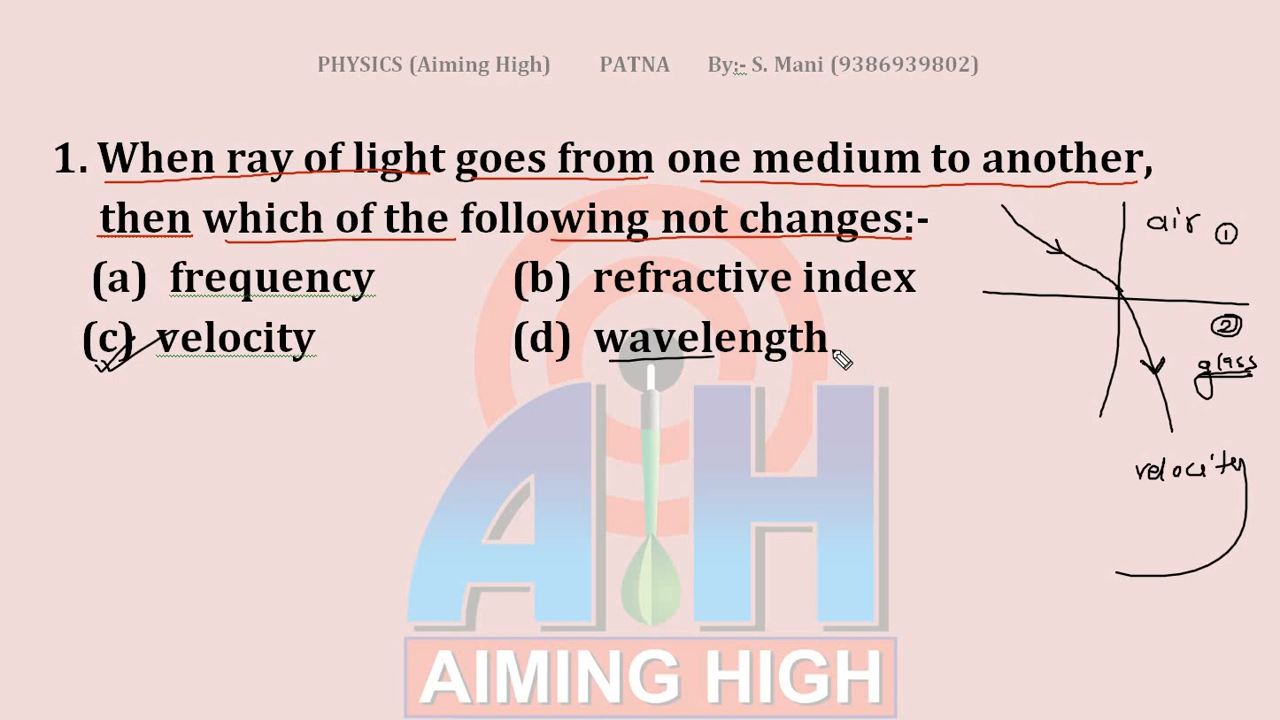 PHYSICS (Aiming High) PATNA By:- S. Mani (9386939802)
1. When ray of light goes from one medium to another,
then which of the following not changes:-
(a) frequency (b) refractive index
(c) velocity (d) wavelength
air 1
2
glass
velocity
AH
AIMING HIGH